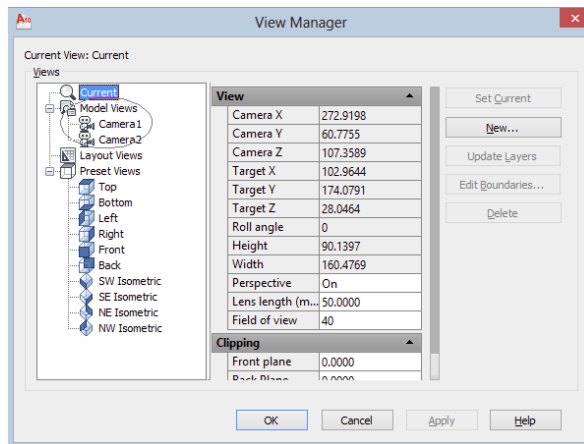 View Manager
Current View: Current
Views
Current
Model Views
Camera1
Camera2
Layout Views
Preset Views
Top
Bottom
Left
Right
Front
Back
SW Isometric
SE Isometric
NE Isometric
NW Isometric
View
Camera X 272.9198
Camera Y 60.7755
Camera Z 107.3589
Target X 102.9644
Target Y 174.0791
Target Z 28.0464
Roll angle 0
Height 90.1397
Width 160.4769
Perspective On
Lens length (m... 50.0000
Field of view 40
Clipping
Front plane 0.0000
Back Plane 0.0000
Set Current
New...
Update Layers
Edit Boundaries...
Delete
OK Cancel Apply Help